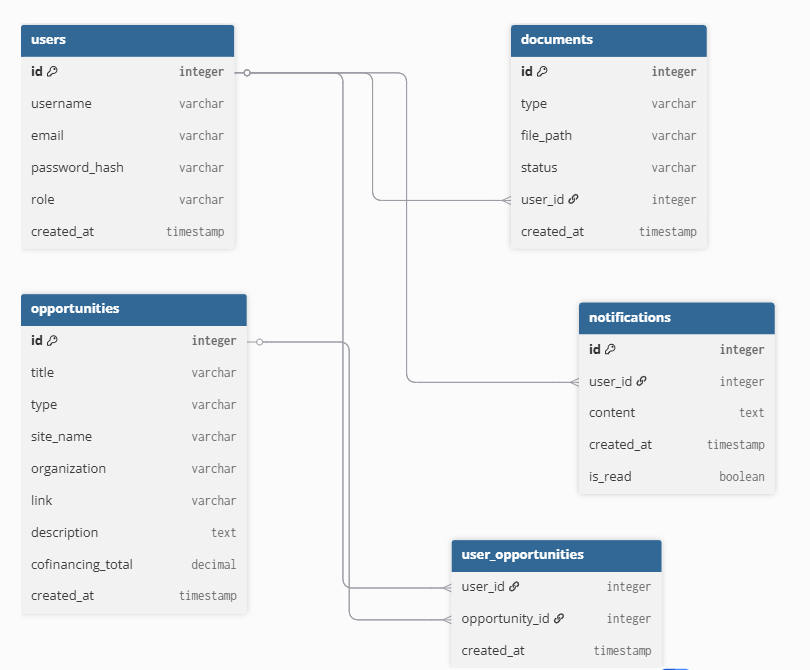 users
id integer
username varchar
email varchar
password_hash varchar
role varchar
created_at timestamp
documents
id integer
type varchar
file_path varchar
status varchar
user_id integer
created_at timestamp
opportunities
id integer
title varchar
type varchar
site_name varchar
organization varchar
link varchar
description text
cofinancing_total decimal
created_at timestamp
notifications
id integer
user_id integer
content text
created_at timestamp
is_read boolean
user_opportunities
user_id integer
opportunity_id integer
created_at timestamp